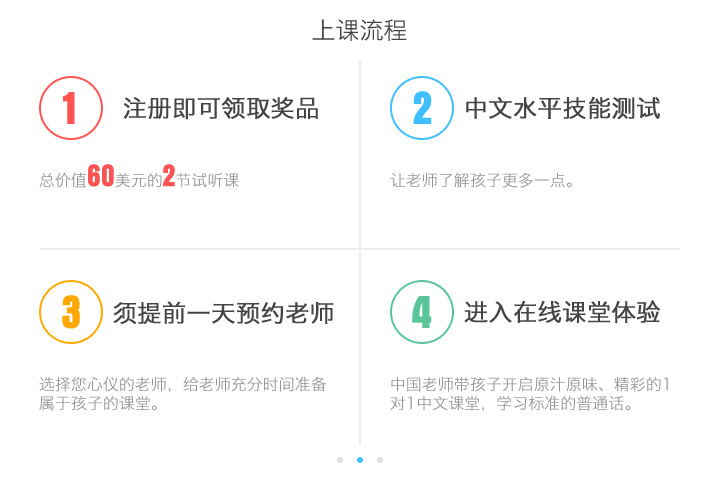 上课流程
1 注册即可领取奖品
总价值60美元的2节试听课
2 中文水平技能测试
让老师了解孩子更多一点。
3 须提前一天预约老师
选择您心仪的老师，给老师充分时间准备
属于孩子的课堂。
4 进入在线课堂体验
中国老师带孩子开启原汁原味、精彩的1
对1中文课堂，学习标准的普通话。